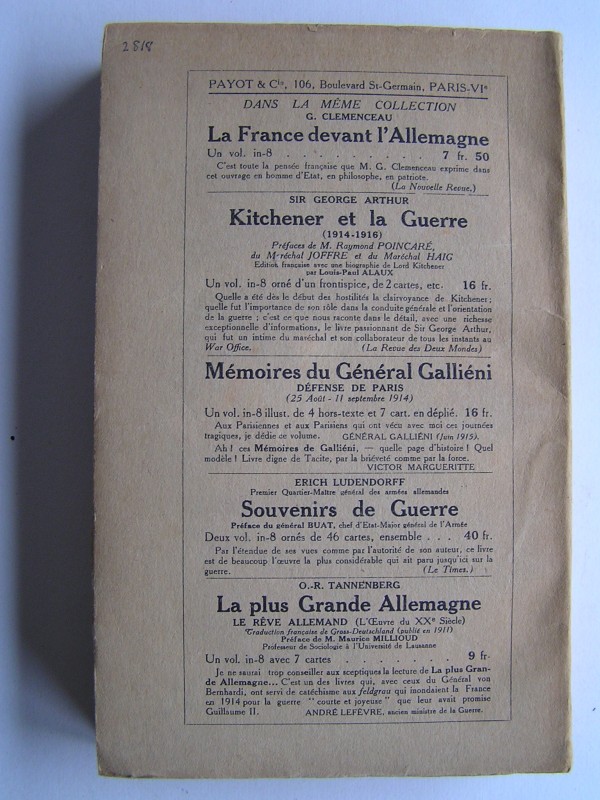 2818
PAYOT & Cie, 106, Boulevard St-Germain, PARIS-VIe
DANS LA MÊME COLLECTION
G. CLEMENCEAU
La France devant l'Allemagne
Un vol. in-8 . . . . . . . . . 7 fr. 50
C'est toute la pensée française que M. G. Clemenceau exprime dans
cet ouvrage en homme d'Etat, en philosophe, en patriote.
(La Nouvelle Revue.)
SIR GEORGE ARTHUR
Kitchener et la Guerre
(1914-1916)
Préfaces de M. Raymond POINCARÉ,
du Maréchal JOFFRE et du Maréchal HAIG
Edition française avec une biographie de Lord Kitchener
par Louis-Paul ALAUX
Un vol. in-8 orné d'un frontispice, de 2 cartes, etc. 16 fr.
Quelle a été dès le début des hostilités la clairvoyance de Kitchener;
quelle fut l'importance de son rôle dans la conduite générale et l'orientation
de la guerre; c'est ce que nous raconte dans le détail, avec une richesse
exceptionnelle d'informations, le livre passionnant de Sir George Arthur,
qui fut un intime du maréchal et son collaborateur de tous les instants au
War Office. (La Revue des Deux Mondes)
Mémoires du Général Galliéni
DÉFENSE DE PARIS
(25 Août - 11 septembre 1914)
Un vol. in-8 illust. de 4 hors-texte et 7 cart. en déplié. 16 fr.
Aux Parisiennes et aux Parisiens qui ont vécu avec moi ces journées
tragiques, je dédie ce volume. GÉNÉRAL GALLIÉNI (Juin 1915).
Ah! ces Mémoires de Galliéni, — quelle page d'histoire! Quel
modèle! Livre digne de Tacite, par la brièveté comme par la force.
VICTOR MARGUERITTE
ERICH LUDENDORFF
Premier Quartier-Maître général des armées allemandes
Souvenirs de Guerre
Préface du général BUAT, chef d'Etat-Major général de l'Armée
Deux vol. in-8 ornés de 46 cartes, ensemble . . . 40 fr.
Par l'étendue de ses vues comme par l'autorité de son auteur, ce livre
est de beaucoup l'œuvre la plus considérable qui ait paru jusqu'ici sur la
guerre. (Le Times.)
O.-R. TANNENBERG
La plus Grande Allemagne
LE RÊVE ALLEMAND (L'Œuvre du XXe Siècle)
Traduction française de Gross-Deutschland (publié en 1911)
Préface de M. Maurice MILLIOUD
Professeur de Sociologie à l'Université de Lausanne
Un vol. in-8 avec 7 cartes . . . . . . . 9 fr.
Je ne saurai trop conseiller aux sceptiques la lecture de La plus Gran-
de Allemagne... C'est un des livres qui, avec ceux du Général von
Bernhardi, ont servi de catéchisme aux feldgrau qui inondaient la France
en 1914 pour la guerre " courte et joyeuse " que leur avait promise
Guillaume II. ANDRÉ LEFÈVRE, ancien ministre de la Guerre.